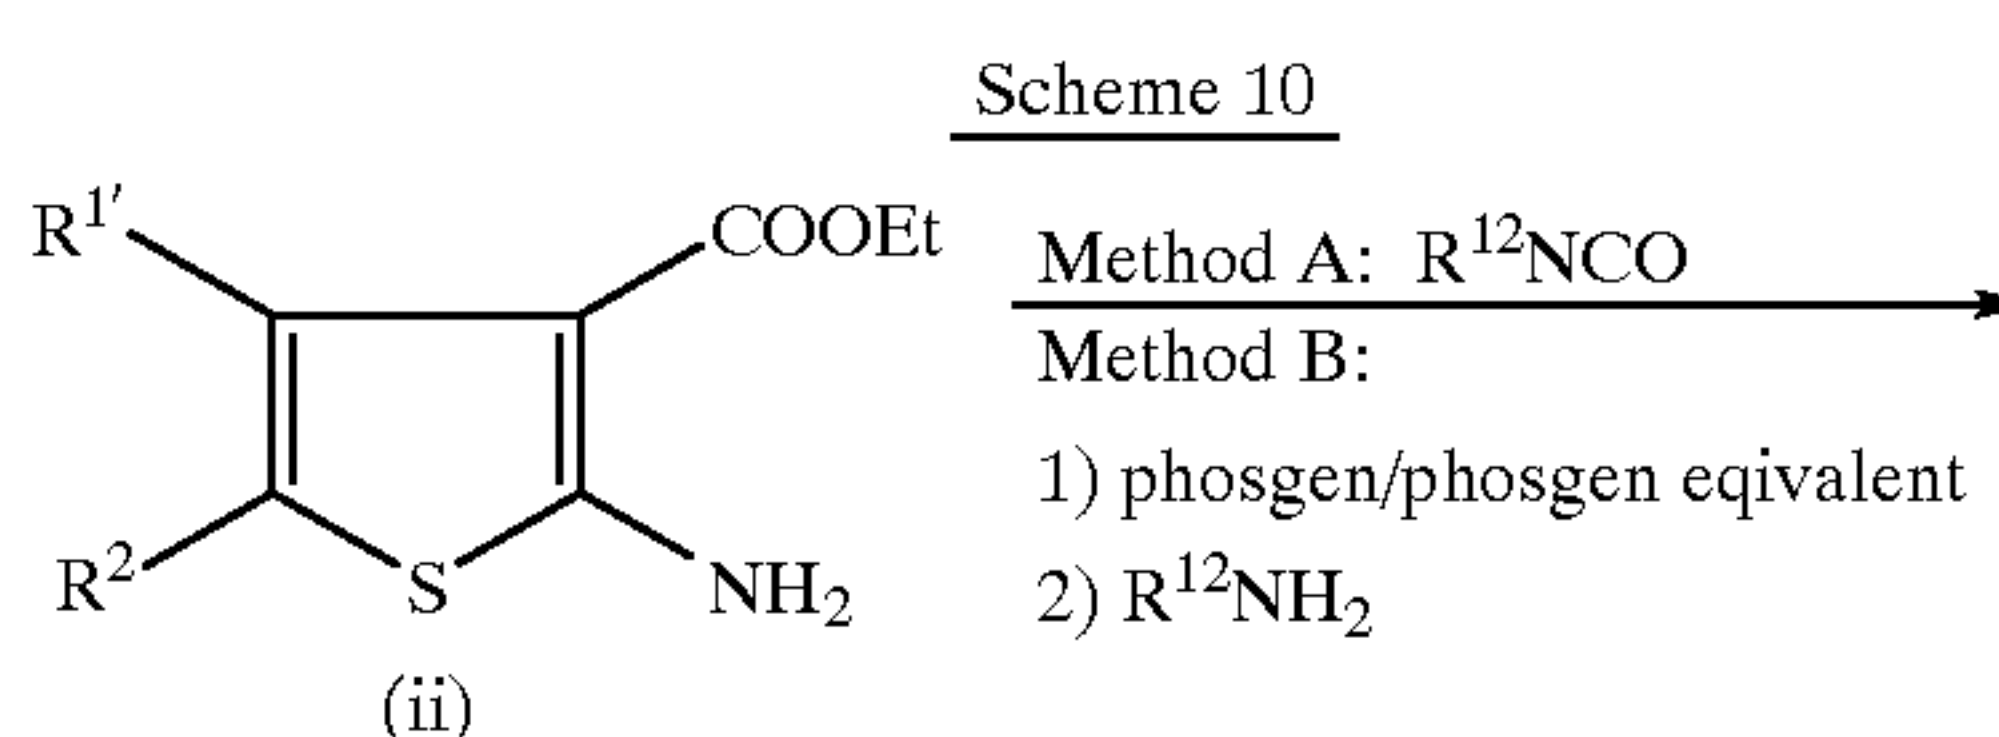 Scheme 10
R1′
COOEt
Method A: R12NCO
Method B:
1) phosgen/phosgen eqivalent
R2
S
NH2
2) R12NH2
(ii)